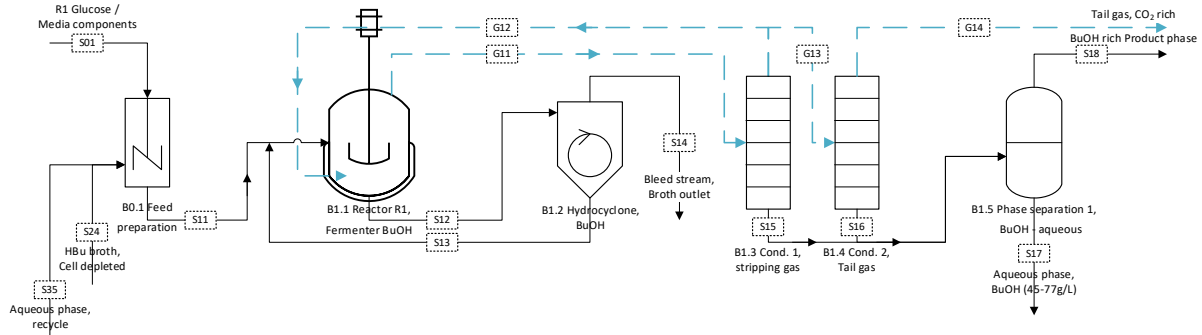 R1 Glucose /
Media components
S01
G12
G11
G13
G14
Tail gas, CO₂ rich
BuOH rich Product phase
S18
S14
Bleed stream,
Broth outlet
B0.1 Feed
preparation
S11
S24
HBu broth,
Cell depleted
S35
Aqueous phase,
recycle
B1.1 Reactor R1,
Fermenter BuOH
S12
S13
B1.2 Hydrocyclone,
BuOH
S15
B1.3 Cond. 1,
stripping gas
S16
B1.4 Cond. 2,
Tail gas
B1.5 Phase separation 1,
BuOH - aqueous
S17
Aqueous phase,
BuOH (45-77g/L)